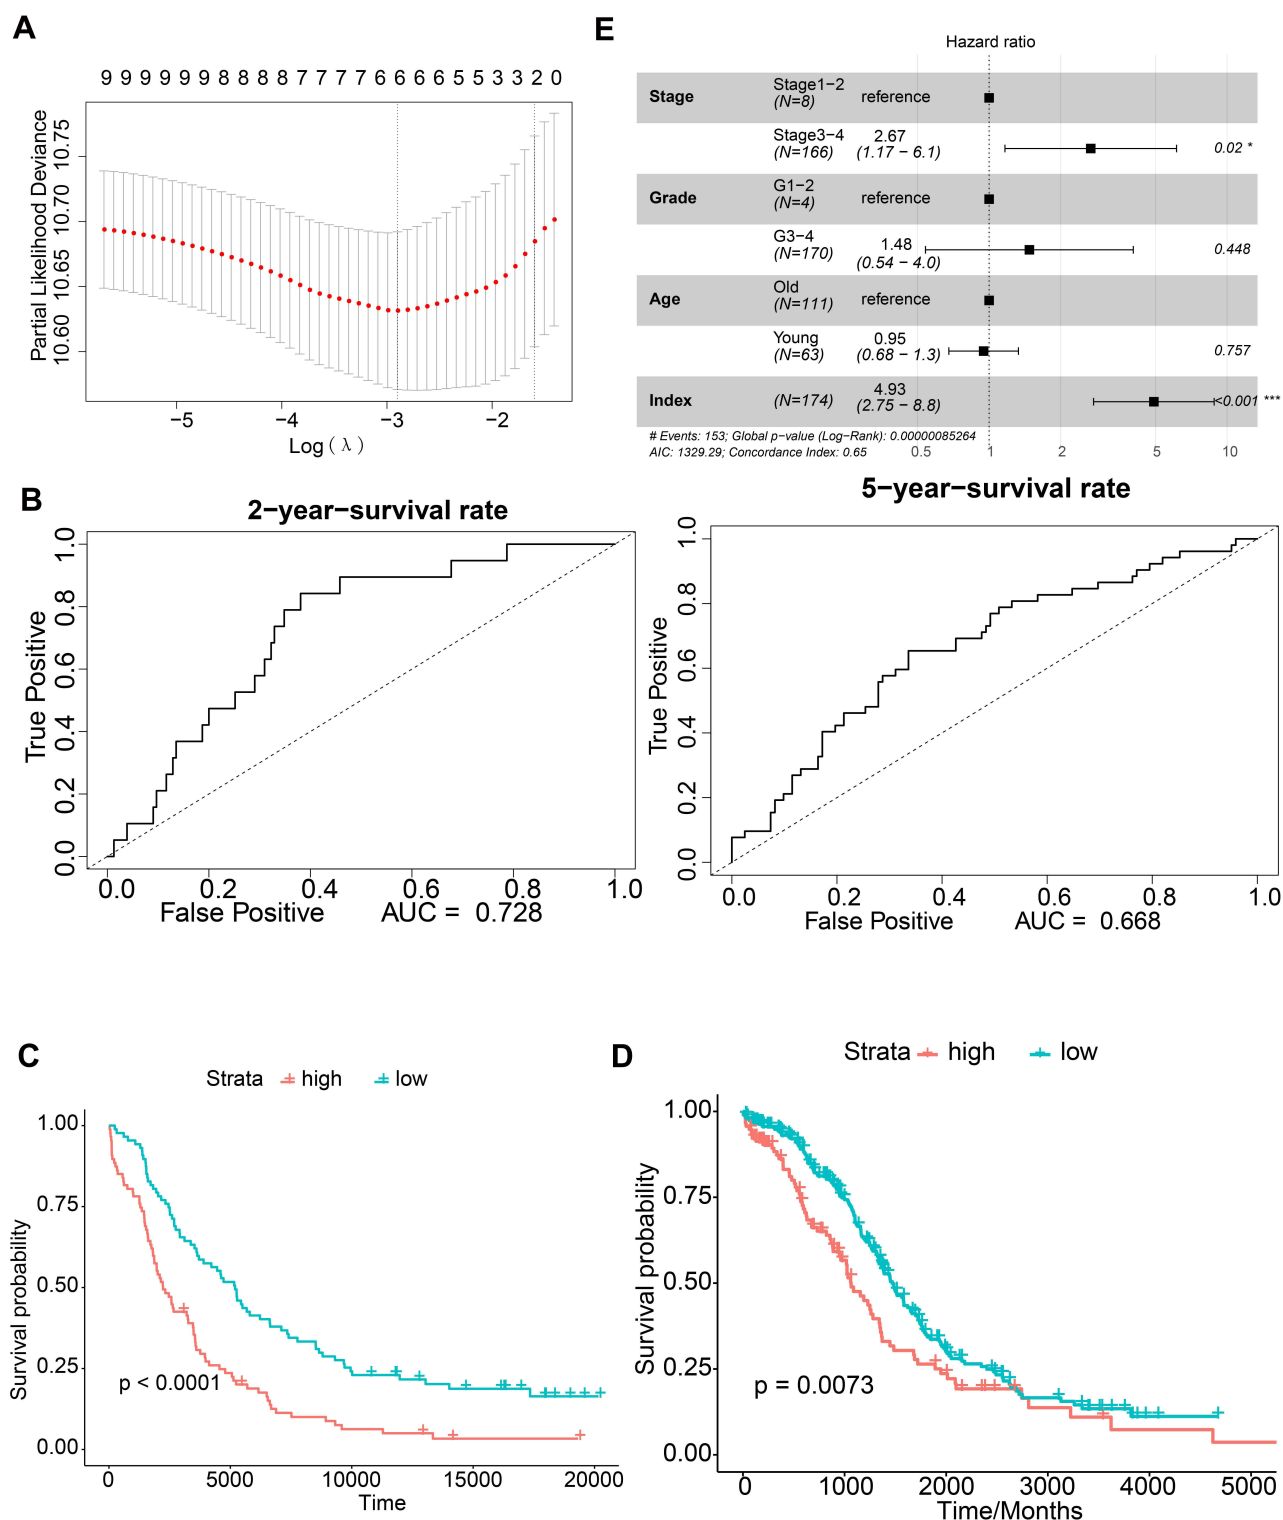 A
9 9 9 9 9 9 8 8 8 8 7 7 7 7 6 6 6 6 5 5 3 3 2 0
Partial Likelihood Deviance
10.75
10.70
10.65
10.60
−5 −4 −3 −2
Log(λ)
E
Hazard ratio
Stage
Stage1−2
(N=8)
reference
Stage3−4
(N=166)
2.67
(1.17 − 6.1)
0.02 *
Grade
G1−2
(N=4)
reference
G3−4
(N=170)
1.48
(0.54 − 4.0)
0.448
Age
Old
(N=111)
reference
Young
(N=63)
0.95
(0.68 − 1.3)
0.757
Index
(N=174)
4.93
(2.75 − 8.8)
<0.001 ***
# Events: 153; Global p−value (Log−Rank): 0.00000085264
AIC: 1329.29; Concordance Index: 0.65
0.5 1 2 5 10
B
2−year−survival rate
True Positive
1.0
0.8
0.6
0.4
0.2
0.0
0.0 0.2 0.4 0.6 0.8 1.0
False Positive AUC = 0.728
5−year−survival rate
True Positive
1.0
0.8
0.6
0.4
0.2
0.0
0.0 0.2 0.4 0.6 0.8 1.0
False Positive AUC = 0.668
C
Strata high low
Survival probability
1.00
0.75
0.50
0.25
0.00
p < 0.0001
0 5000 10000 15000 20000
Time
D
Strata high low
Survival probability
1.00
0.75
0.50
0.25
0.00
p = 0.0073
0 1000 2000 3000 4000 5000
Time/Months